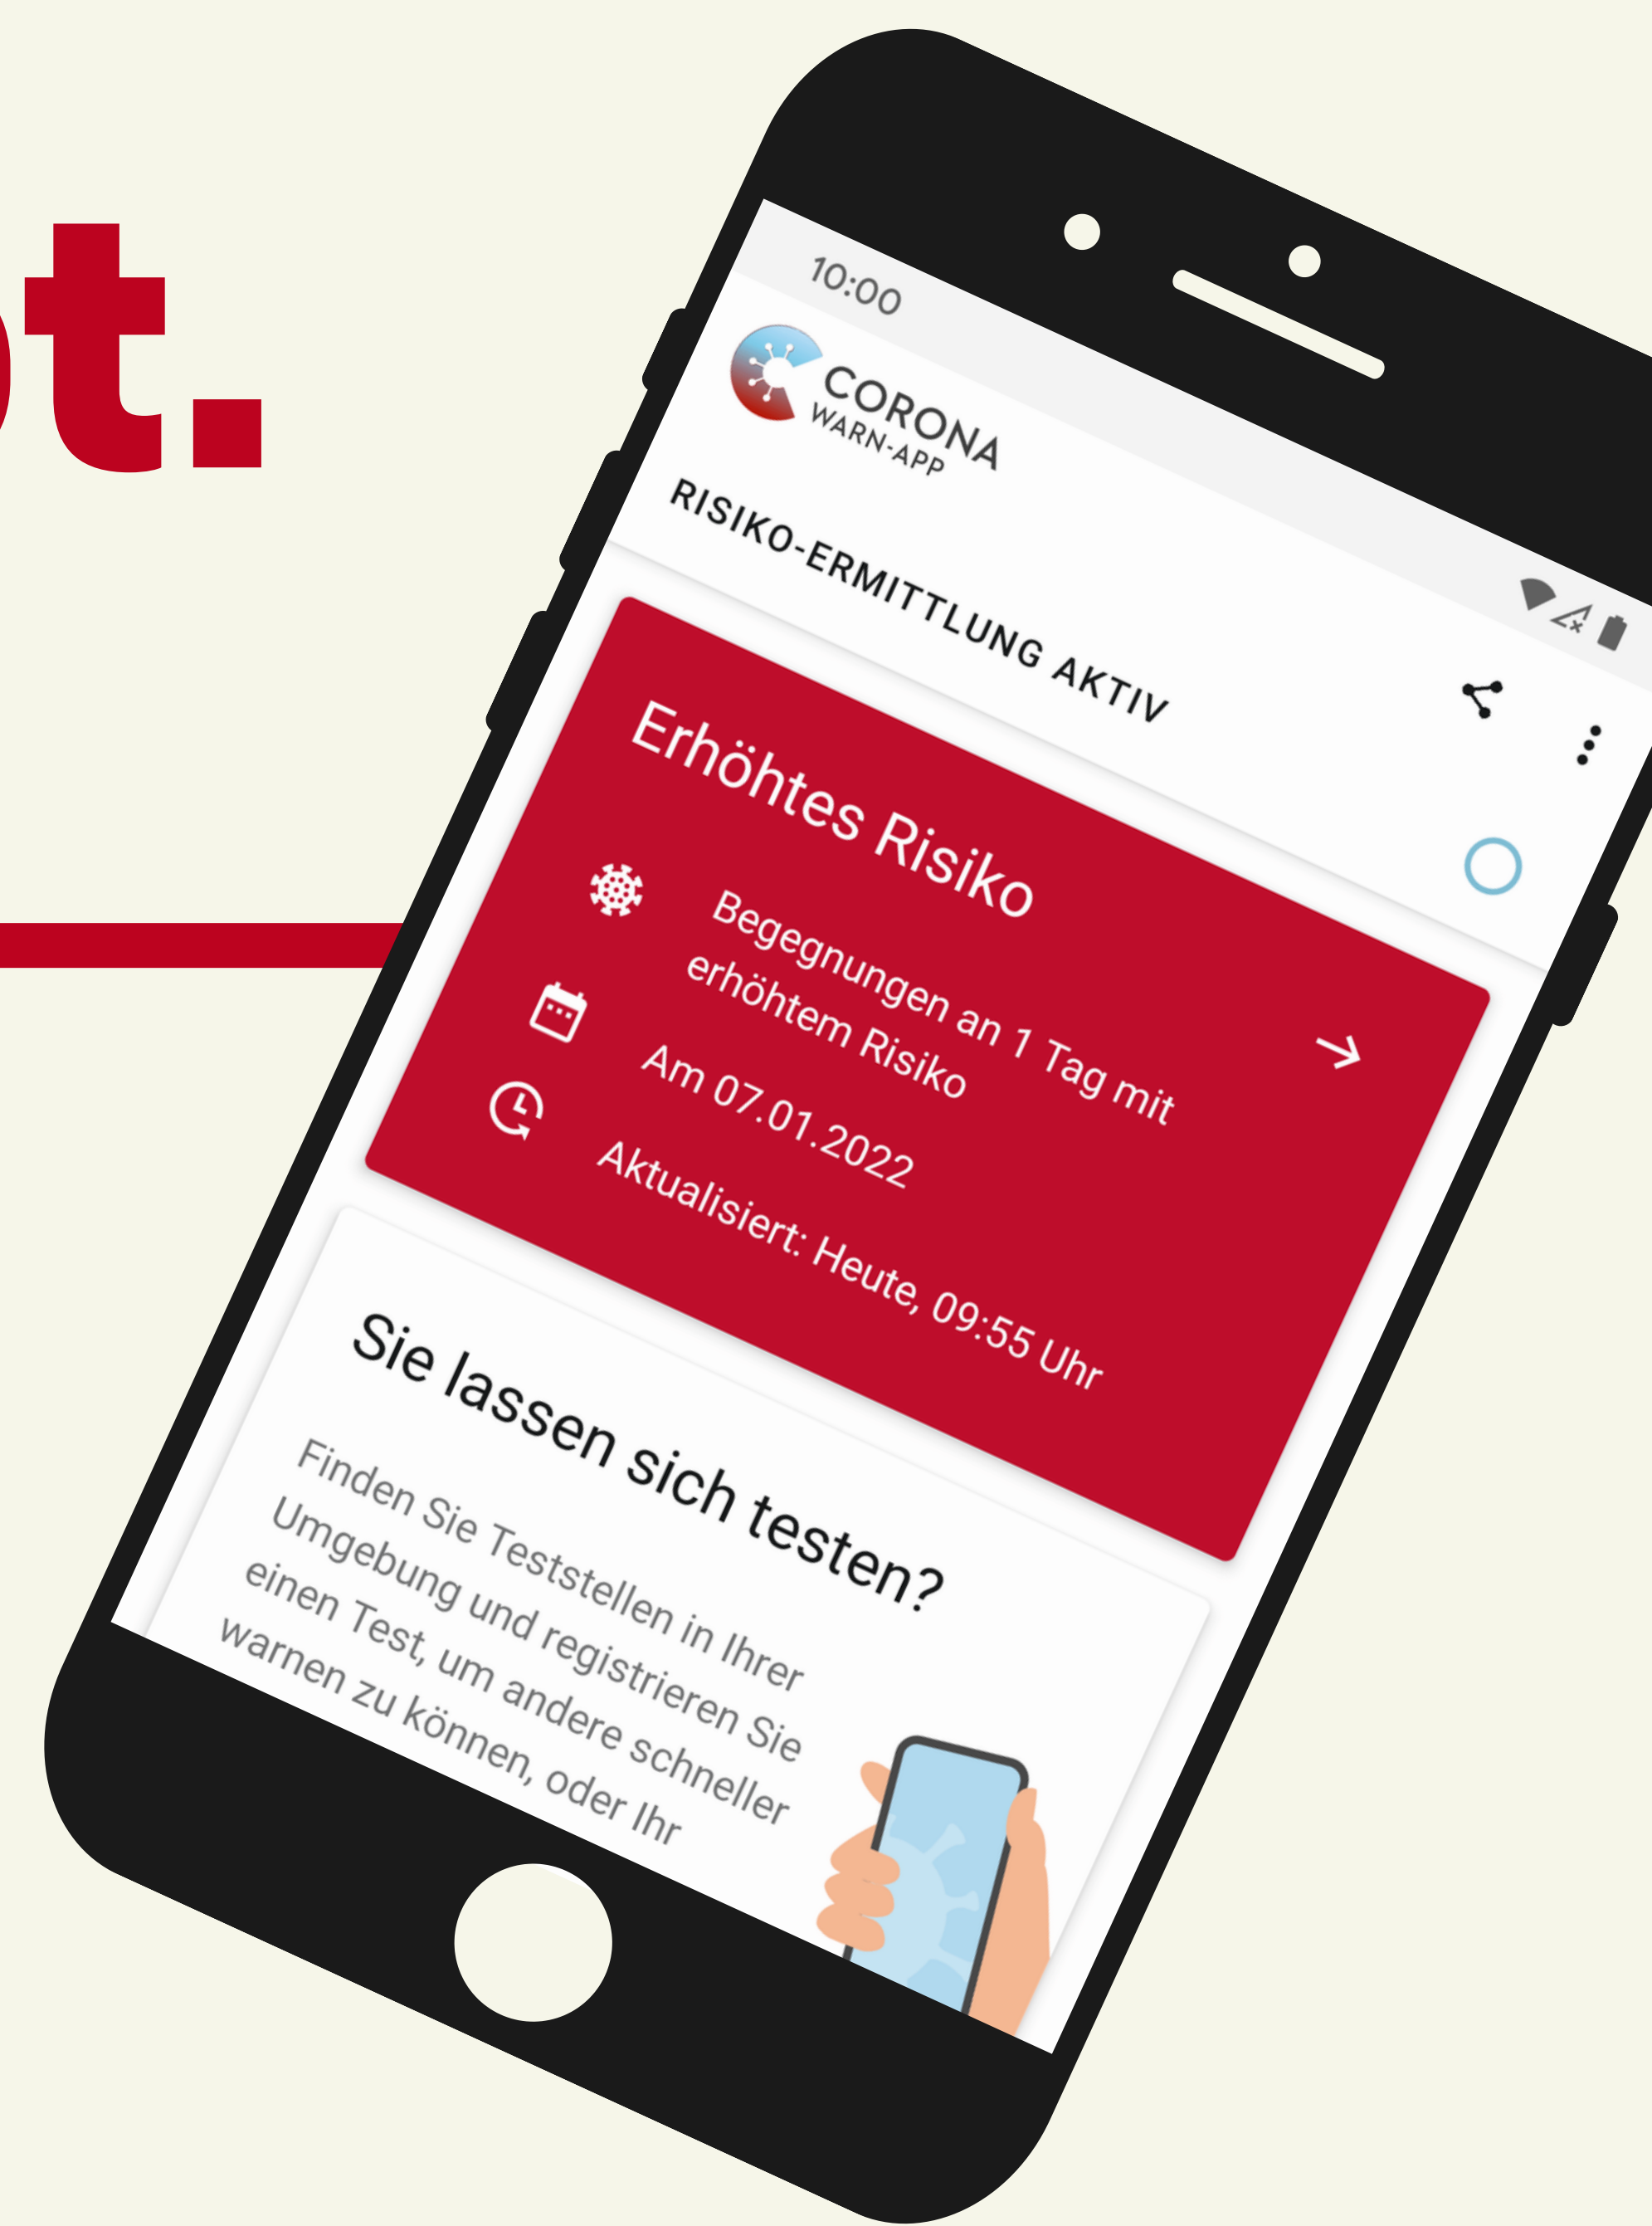 t.
10:00
CORONA
WARN-APP
RISIKO-ERMITTLUNG AKTIV
Erhöhtes Risiko
Begegnungen an 1 Tag mit
erhöhtem Risiko
Am 07.01.2022
Aktualisiert: Heute, 09:55 Uhr
Sie lassen sich testen?
Finden Sie Teststellen in Ihrer
Umgebung und registrieren Sie
einen Test, um andere schneller
warnen zu können, oder Ihr